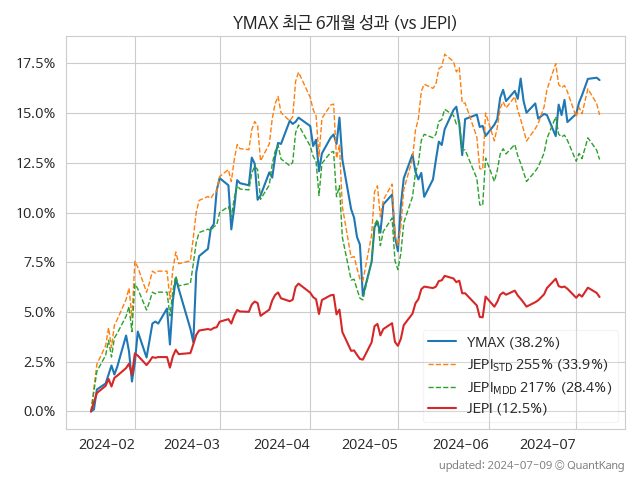 YMAX 최근 6개월 성과 (vs JEPI)
17.5%
15.0%
12.5%
10.0%
7.5%
5.0%
2.5%
0.0%
YMAX (38.2%)
JEPI_STD 255% (33.9%)
JEPI_MDD 217% (28.4%)
JEPI (12.5%)
2024-02 2024-03 2024-04 2024-05 2024-06 2024-07
updated: 2024-07-09 ⓒ QuantKang